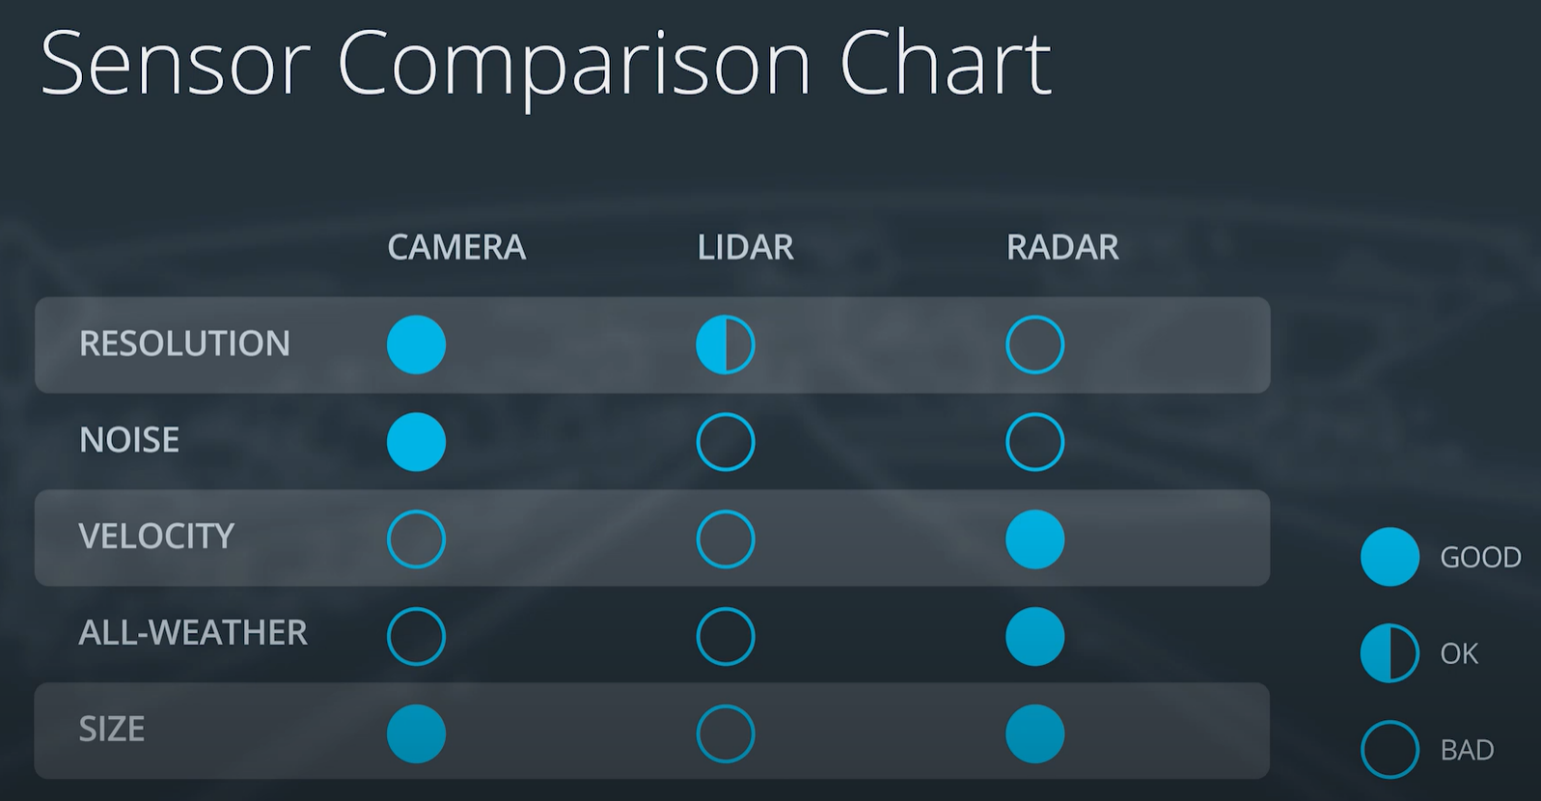 Sensor Comparison Chart
CAMERA LIDAR RADAR
RESOLUTION
NOISE
VELOCITY
ALL-WEATHER
SIZE
GOOD
OK
BAD